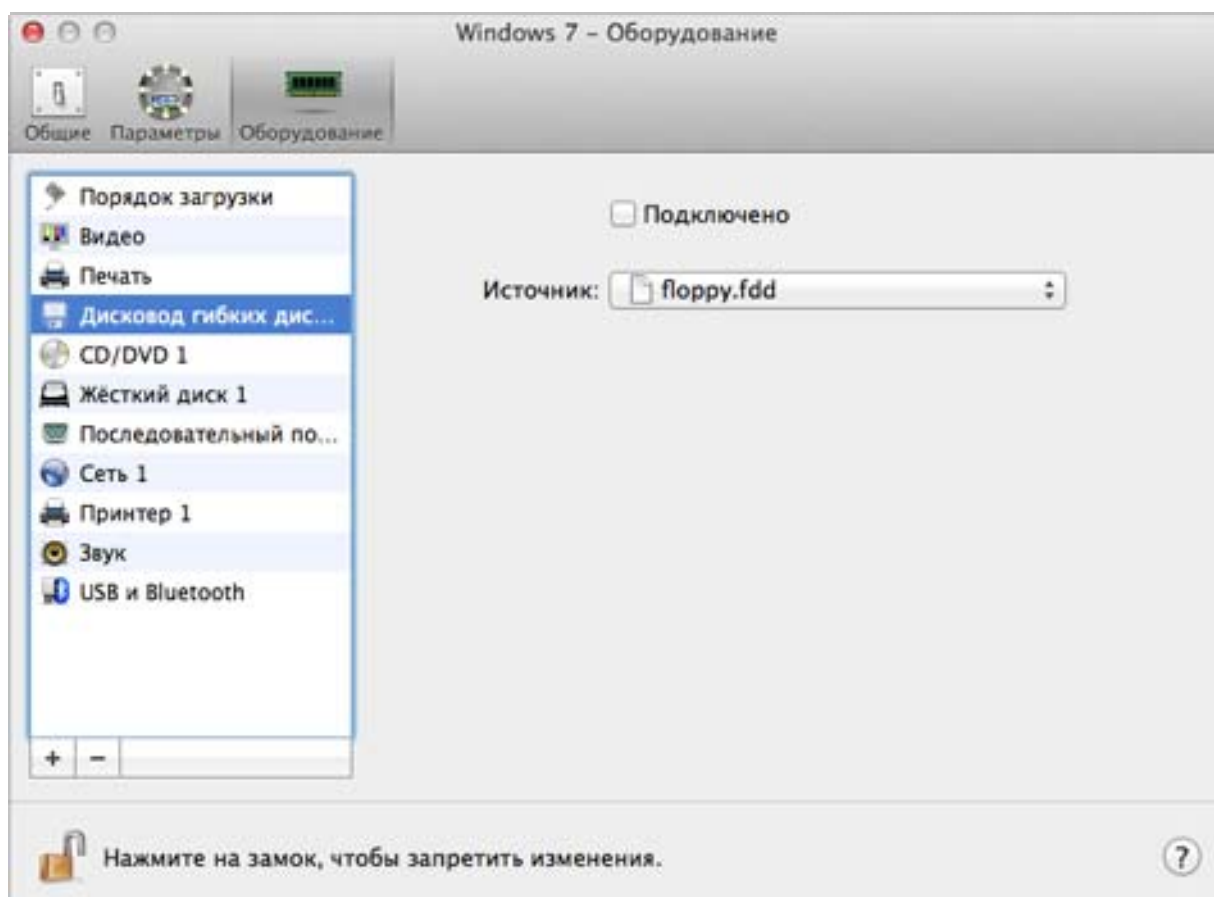 Windows 7 – Оборудование
Общие Параметры Оборудование
Порядок загрузки
Видео
Печать
Дисковод гибких дис...
CD/DVD 1
Жёсткий диск 1
Последовательный по...
Сеть 1
Принтер 1
Звук
USB и Bluetooth
+ −
Подключено
Источник: floppy.fdd
Нажмите на замок, чтобы запретить изменения.
?